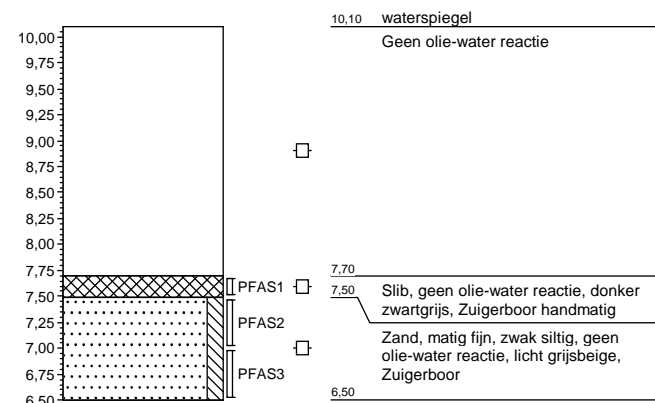 10,10 waterspiegel
10,00
Geen olie-water reactie
9,75
9,50
9,25
9,00
8,75
8,50
8,25
8,00
7,75
7,70
PFAS1
7,50
7,50
Slib, geen olie-water reactie, donker
zwartgrijs, Zuigerboor handmatig
7,25
PFAS2
Zand, matig fijn, zwak siltig, geen
olie-water reactie, licht grijsbeige,
Zuigerboor
7,00
6,75
PFAS3
6,50
6,50